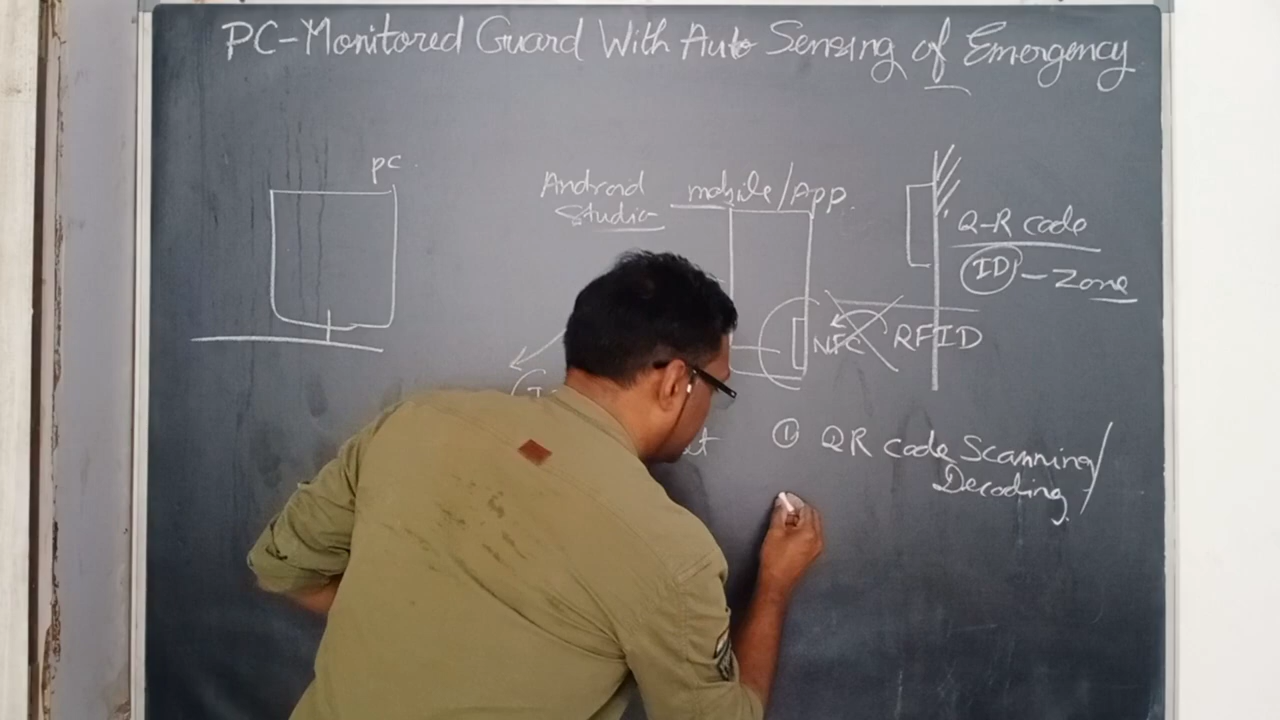 PC-Monitored Guard With Auto Sensing of Emergency
PC
Android
Studio
mobile/App.
Q-R code
ID - Zone
NFC
RFID
① QR code Scanning/
Decoding